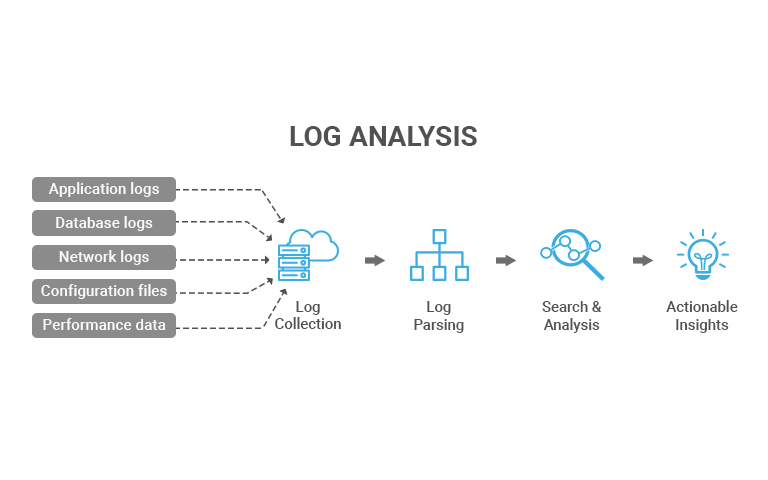 LOG ANALYSIS
Application logs
Database logs
Network logs
Configuration files
Performance data
Log
Collection
Log
Parsing
Search &
Analysis
Actionable
Insights